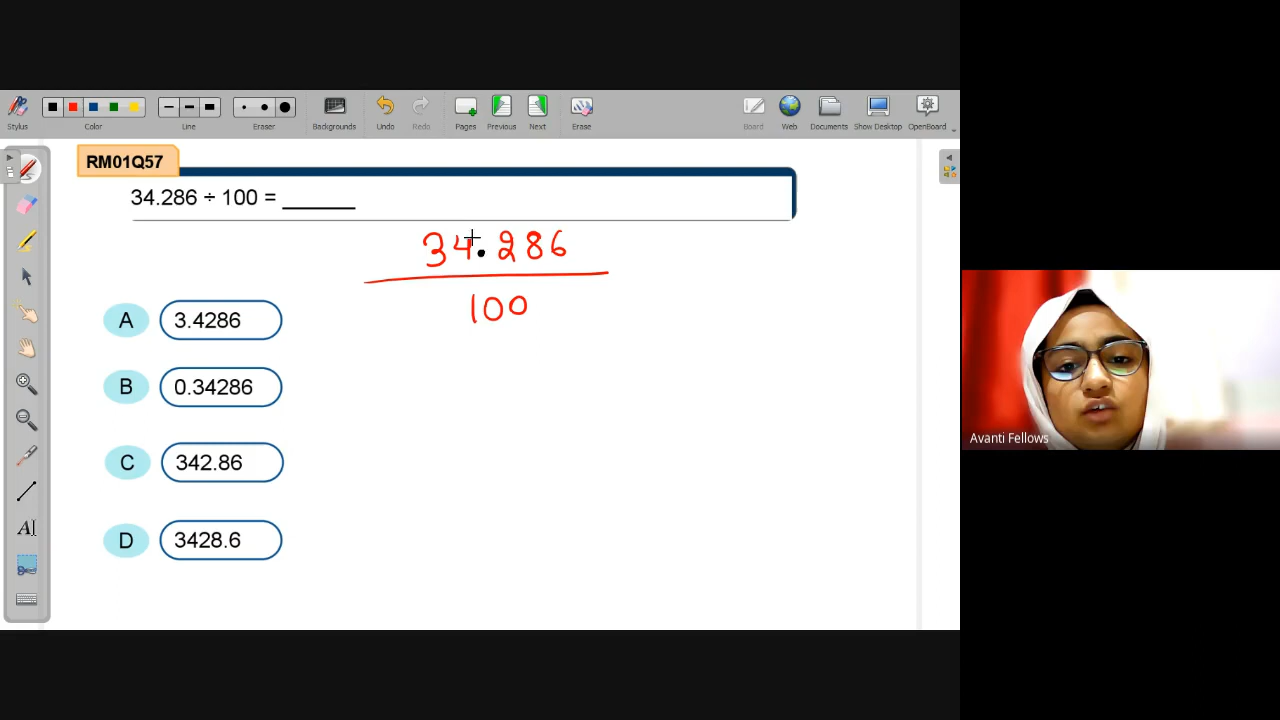 Stylus
Color
Line
Eraser
Backgrounds
Undo
Redo
Pages
Previous
Next
Erase
Board
Web
Documents
Show Desktop
OpenBoard
RM01Q57
34.286 ÷ 100 = ______
34.286
100
A 3.4286
B 0.34286
C 342.86
D 3428.6
Avanti Fellows